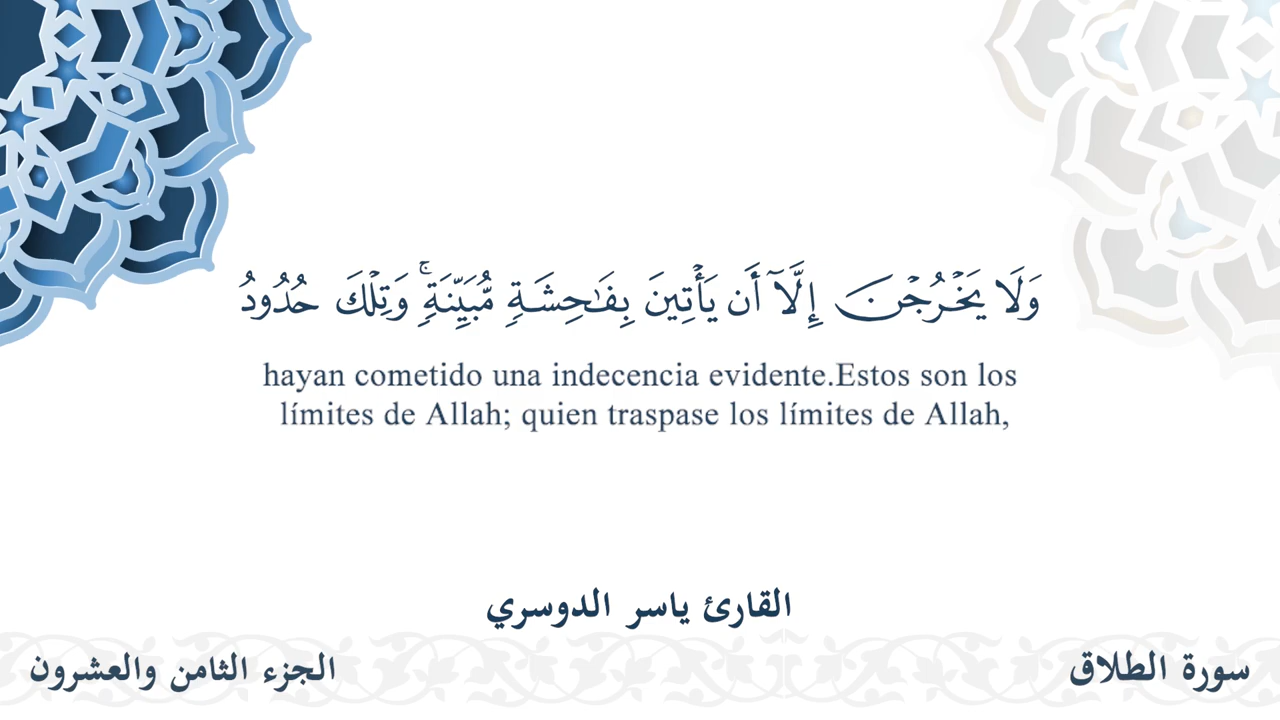 وَلَا يَخۡرُجۡنَ إِلَّآ أَن يَأۡتِينَ بِفَٰحِشَةٖ مُّبَيِّنَةٖۚ وَتِلۡكَ حُدُودُ
hayan cometido una indecencia evidente.Estos son los
límites de Allah; quien traspase los límites de Allah,
القارئ ياسر الدوسري
سورة الطلاق
الجزء الثامن والعشرون